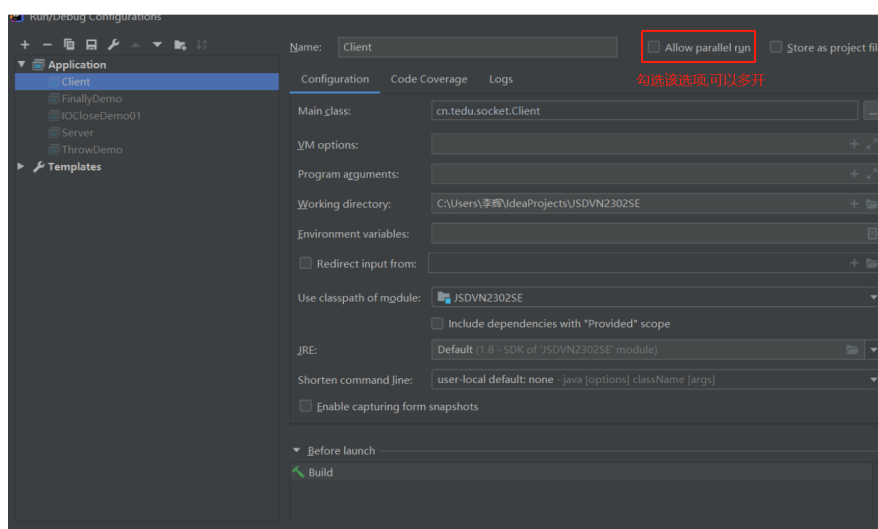 Run/Debug Configurations
Name: Client Allow parallel run Store as project fil
Application
Client
FinallyDemo
IOCloseDemo01
Server
ThrowDemo
Templates
Configuration Code Coverage Logs
勾选该选项,可以多开
Main class: cn.tedu.socket.Client ...
VM options:
Program arguments:
Working directory: C:\Users\李辉\IdeaProjects\JSDVN2302SE
Environment variables:
Redirect input from:
Use classpath of module: JSDVN2302SE
Include dependencies with "Provided" scope
JRE: Default (1.8 - SDK of 'JSDVN2302SE' module)
Shorten command line: user-local default: none - java [options] className [args]
Enable capturing form snapshots
Before launch
Build